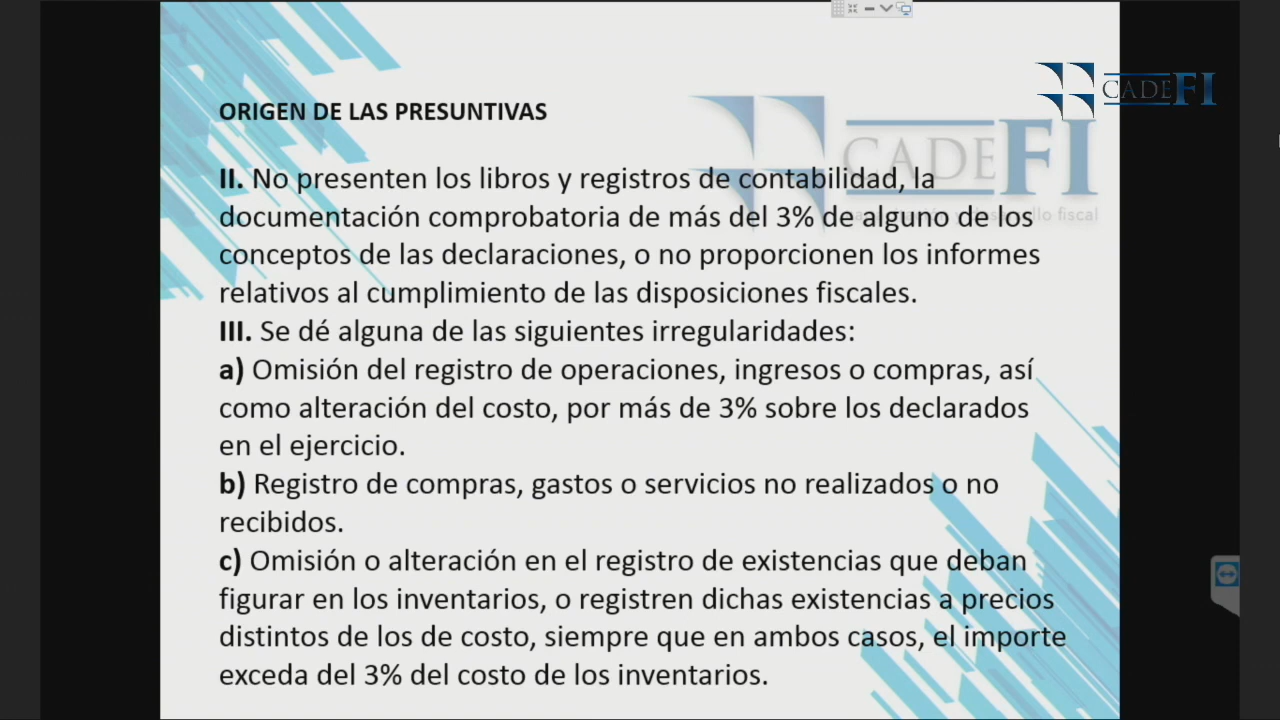 CADEFI
ORIGEN DE LAS PRESUNTIVAS
CADEFI
II. No presenten los libros y registros de contabilidad, la
documentación comprobatoria de más del 3% de alguno de los
conceptos de las declaraciones, o no proporcionen los informes
relativos al cumplimiento de las disposiciones fiscales.
III. Se dé alguna de las siguientes irregularidades:
a) Omisión del registro de operaciones, ingresos o compras, así
como alteración del costo, por más de 3% sobre los declarados
en el ejercicio.
b) Registro de compras, gastos o servicios no realizados o no
recibidos.
c) Omisión o alteración en el registro de existencias que deban
figurar en los inventarios, o registren dichas existencias a precios
distintos de los de costo, siempre que en ambos casos, el importe
exceda del 3% del costo de los inventarios.